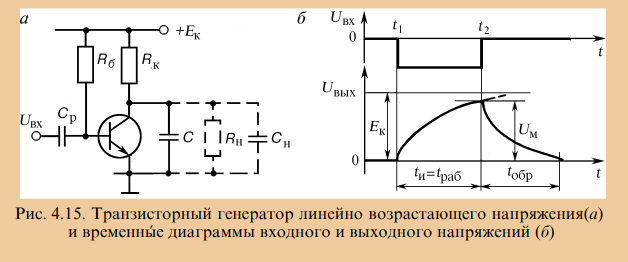 а
+Eк
Rб
Rк
Uвх
Cр
C
Rн
Cн
б
Uвх
0
t1
t2
t
Uвых
Eк
Uм
0
tи=tраб
tобр
t
Рис. 4.15. Транзисторный генератор линейно возрастающего напряжения(а)
и временны́е диаграммы входного и выходного напряжений (б)